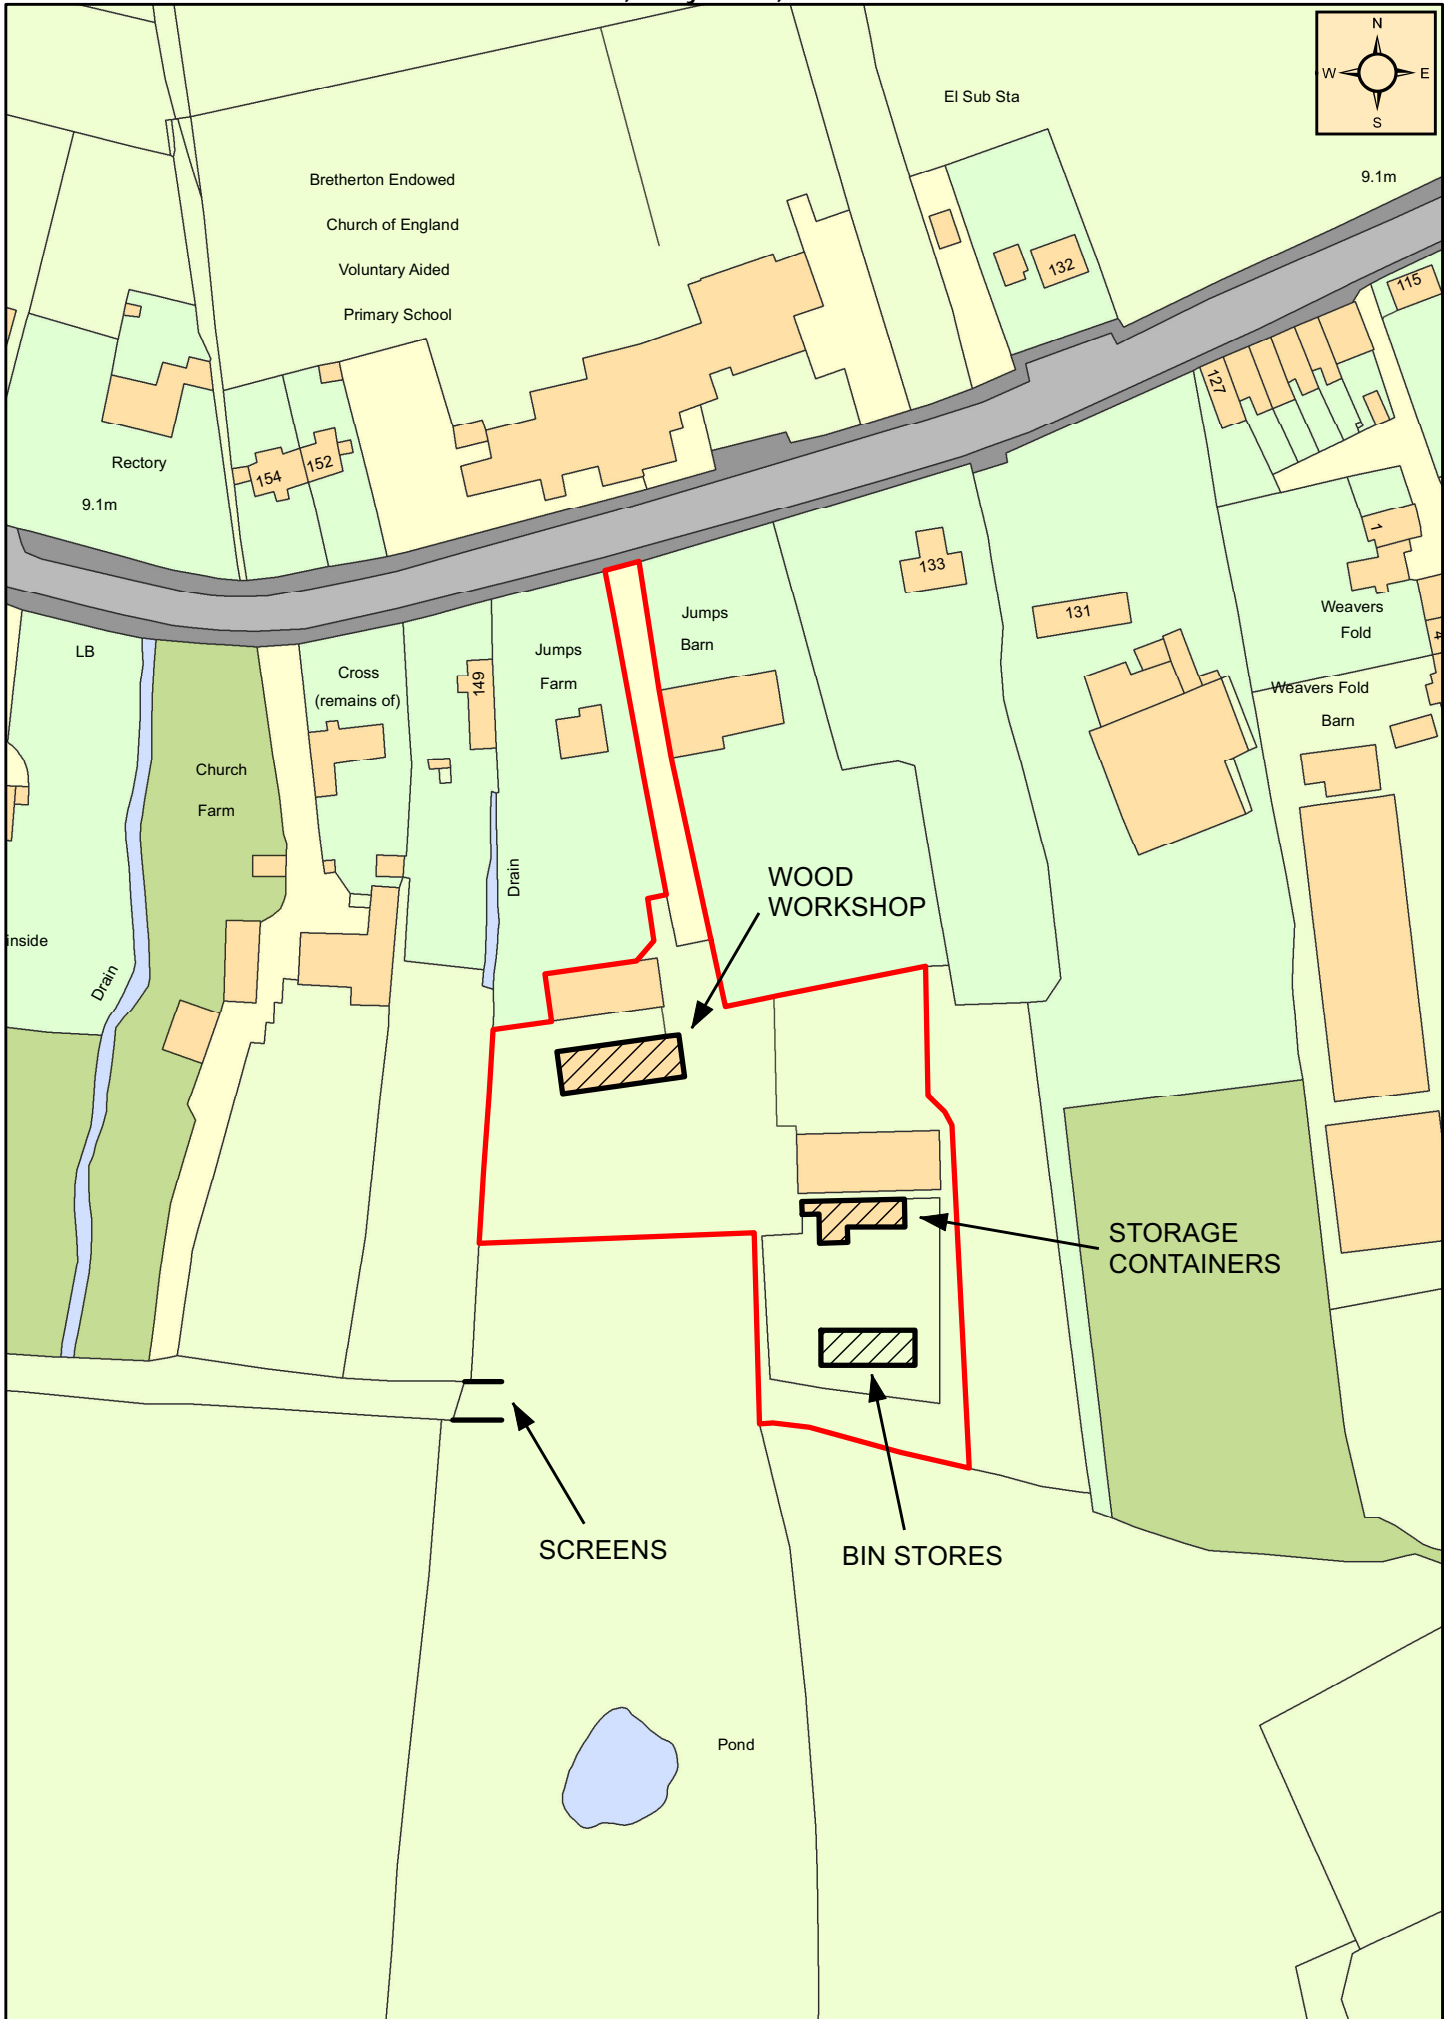 N
W
E
S
El Sub Sta
9.1m
Bretherton Endowed
Church of England
Voluntary Aided
Primary School
132
115
127
Rectory
154
152
9.1m
133
1
131
Weavers
Fold
4
LB
Jumps
Barn
Jumps
Farm
Cross
(remains of)
149
Weavers Fold
Barn
Church
Farm
Drain
WOOD
WORKSHOP
inside
Drain
STORAGE
CONTAINERS
SCREENS
BIN STORES
Pond